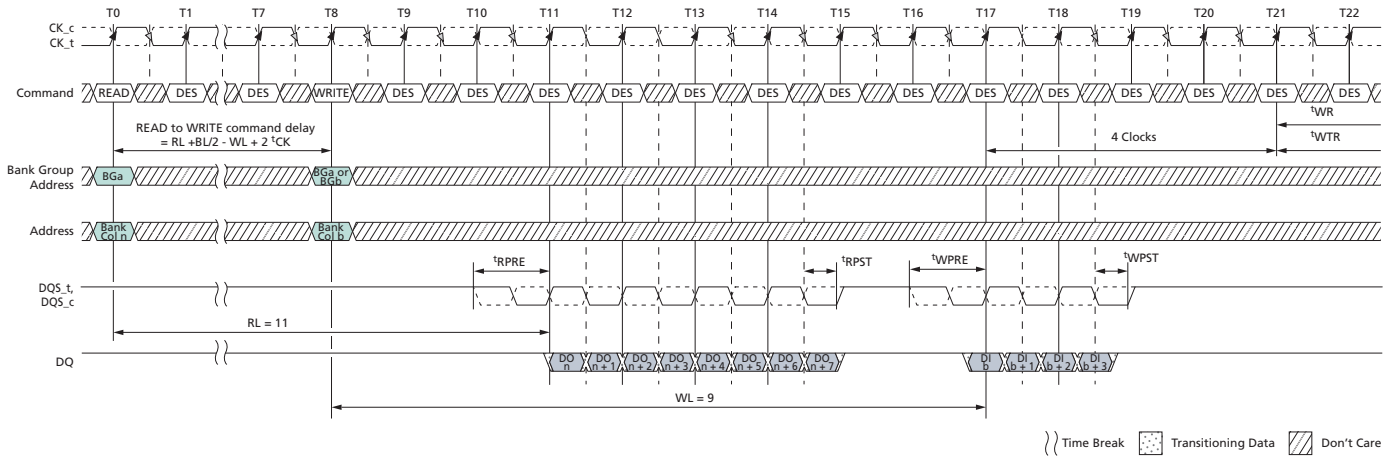 T0 T1 T7 T8 T9 T10 T11 T12 T13 T14 T15 T16 T17 T18 T19 T20 T21 T22
CK_c
CK_t
Command READ DES DES WRITE DES DES DES DES DES DES DES DES DES DES DES DES DES DES
tWR
READ to WRITE command delay
= RL +BL/2 - WL + 2 tCK
4 Clocks tWTR
Bank Group
Address
BGa
BGa or
BGb
Address
Bank
Col n
Bank
Col b
tRPRE tRPST tWPRE tWPST
DQS_t,
DQS_c
RL = 11
DQ
DO
n
DO
n + 1
DO
n + 2
DO
n + 3
DO
n + 4
DO
n + 5
DO
n + 6
DO
n + 7
DI
b
DI
b + 1
DI
b + 2
DI
b + 3
WL = 9
Time Break Transitioning Data Don't Care